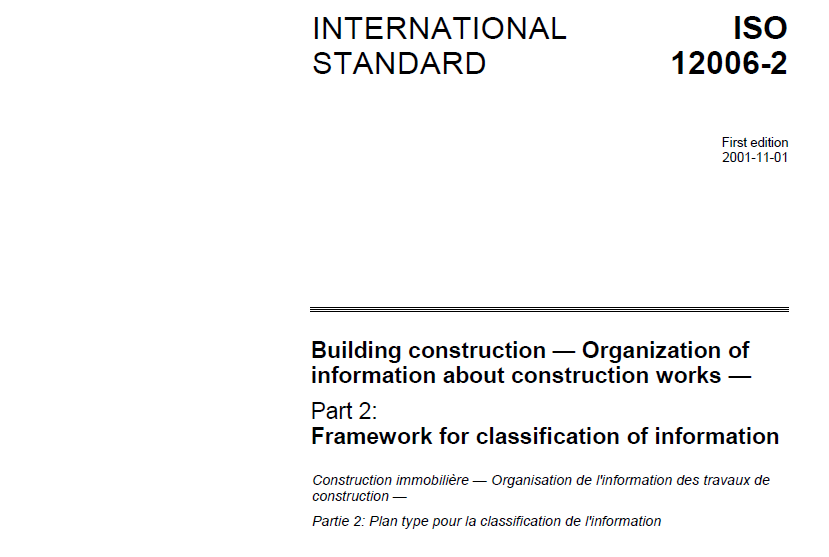 INTERNATIONAL STANDARD
ISO 12006-2
First edition
2001-11-01
Building construction — Organization of
information about construction works —
Part 2:
Framework for classification of information
Construction immobilière — Organisation de l'information des travaux de
construction —
Partie 2: Plan type pour la classification de l'information